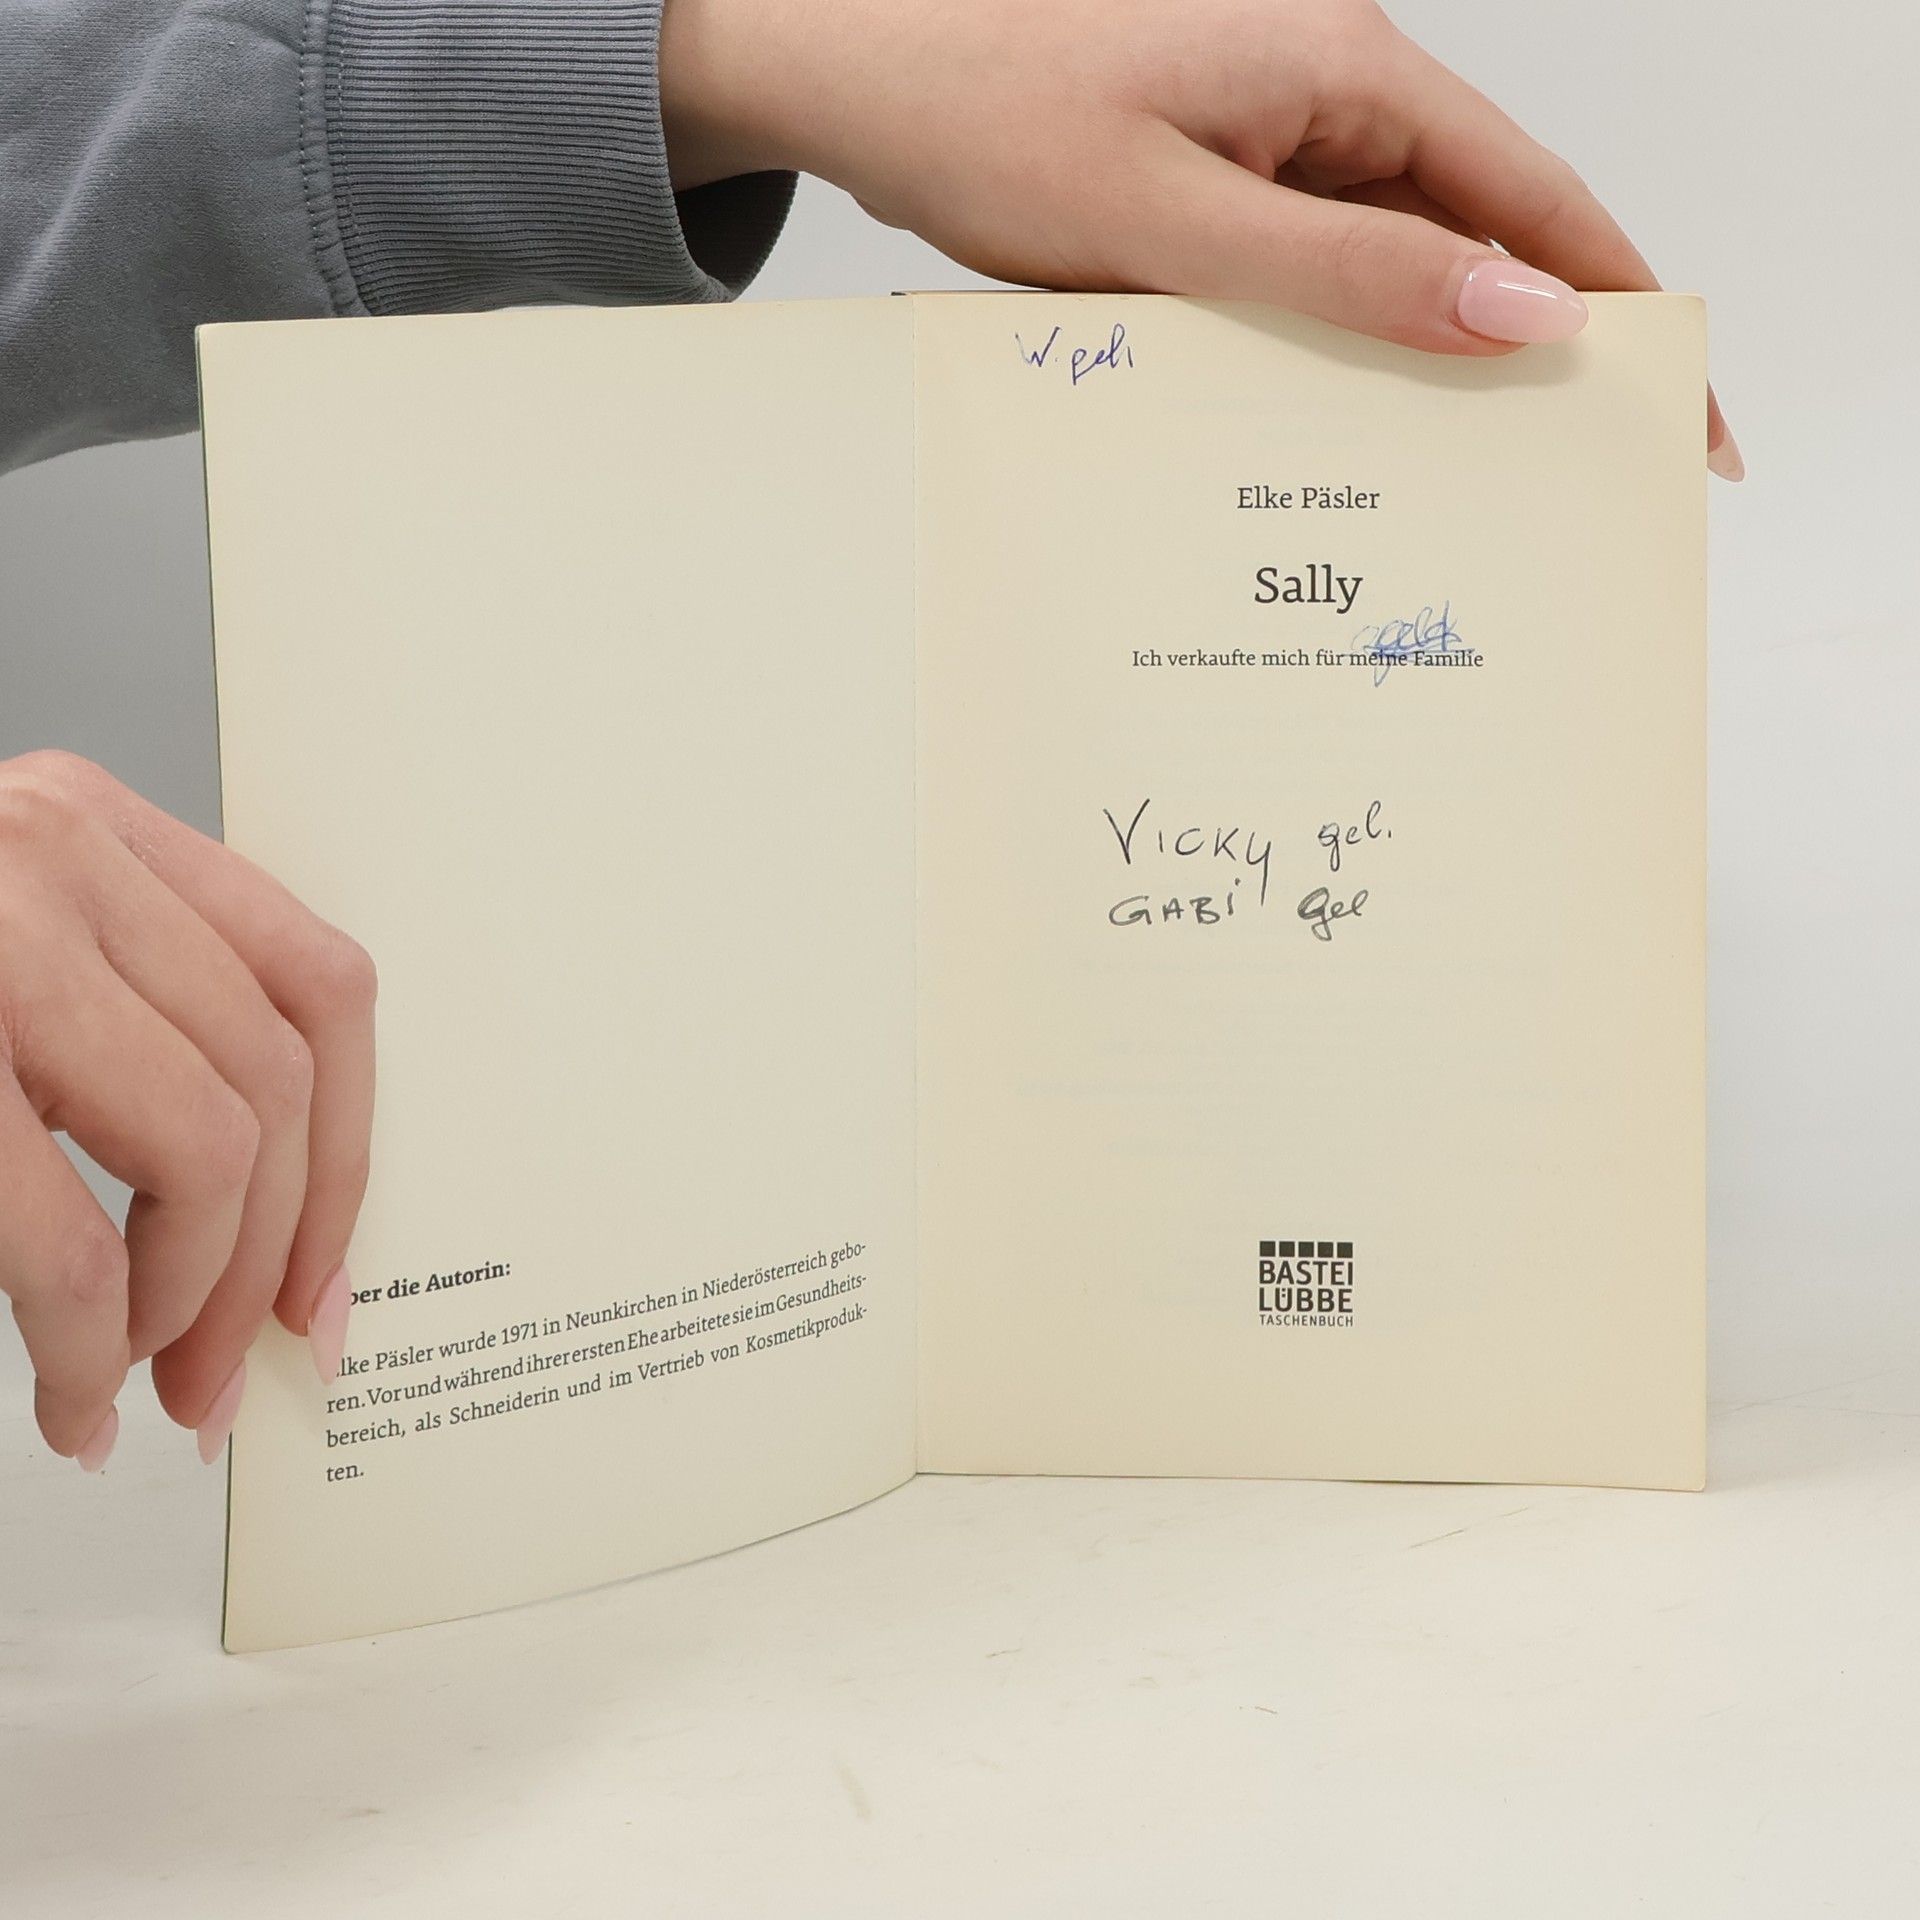 ber die Autorin:
lke Päsler wurde 1971 in Neunkirchen in Niederösterreich gebo-
ren. Vor und während ihrer ersten Ehe arbeitete sie im Gesundheits-
bereich, als Schneiderin und im Vertrieb von Kosmetikproduk-
ten.
W. gel.
Elke Päsler
Sally
Ich verkaufte mich für meine Familie
VICKY gel.
GABi gel
BASTEI
LÜBBE
TASCHENBUCH